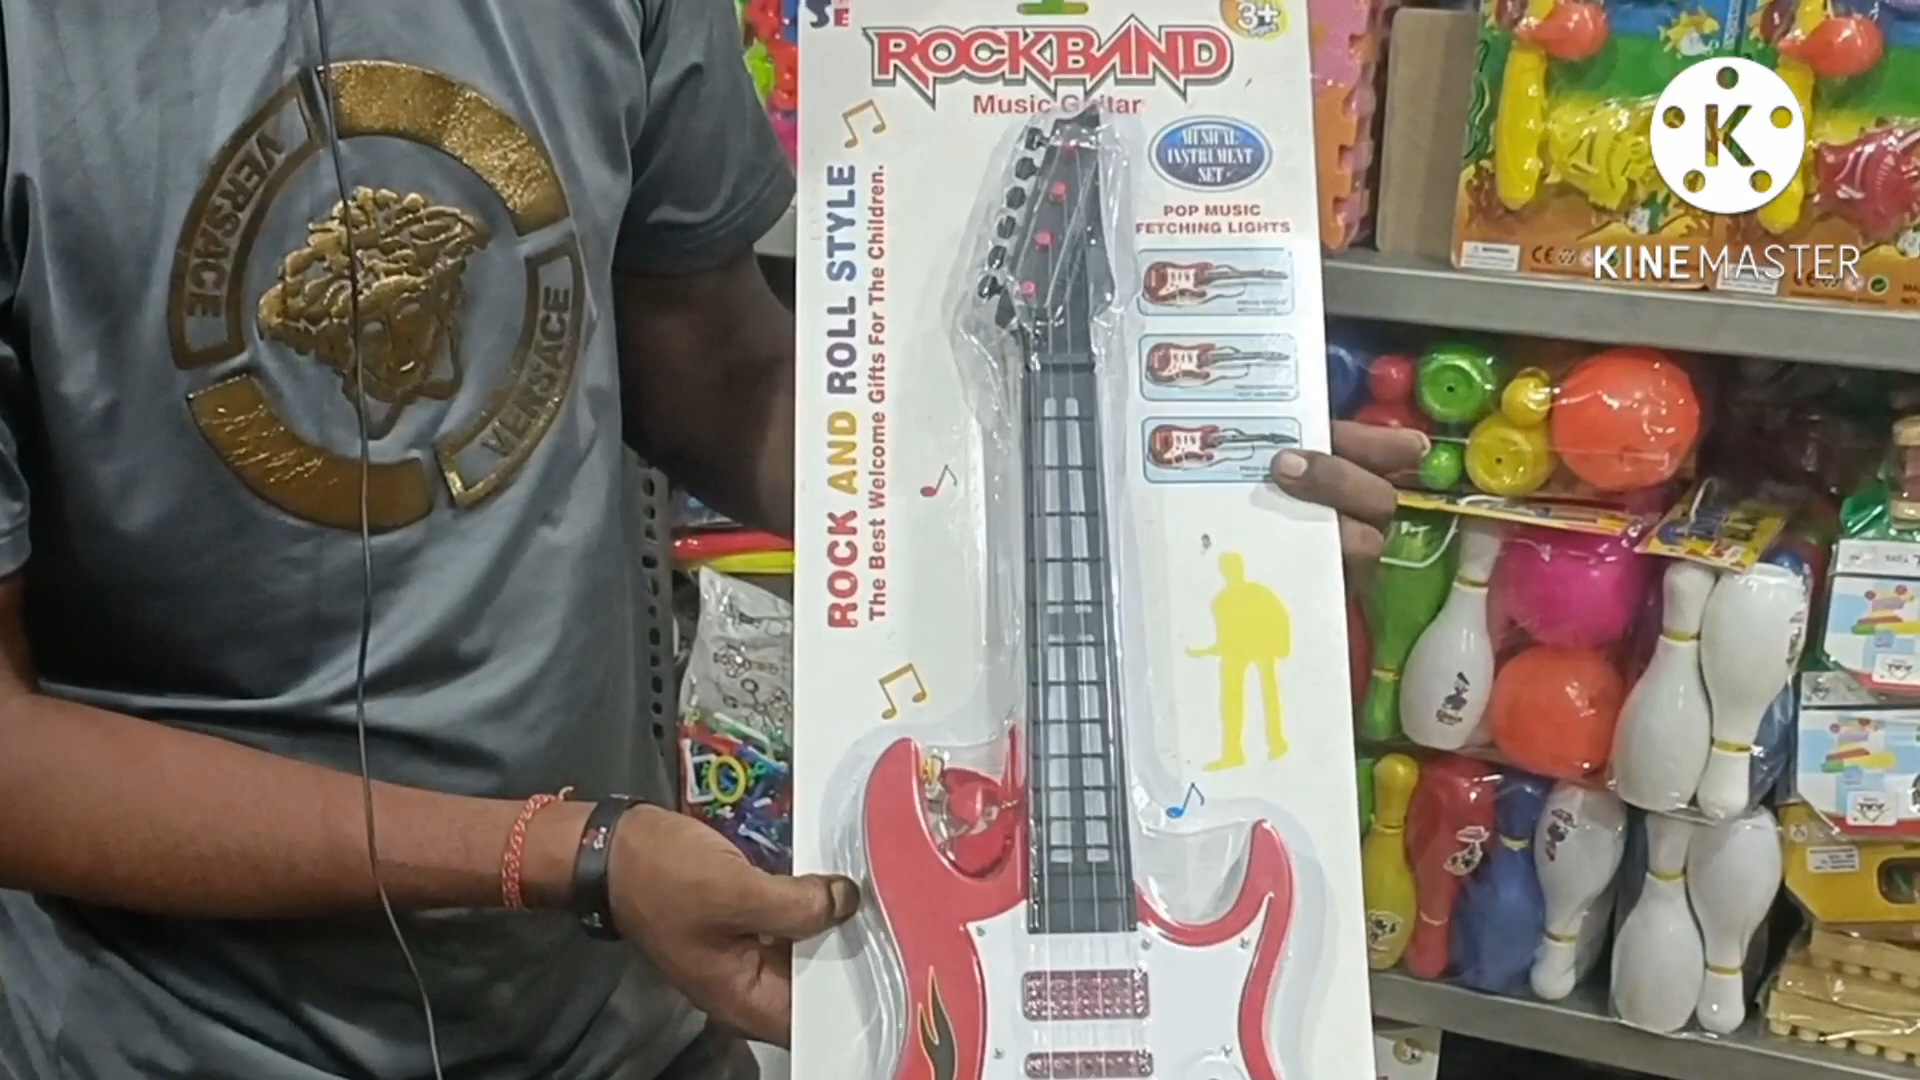 3+
Ages
ROCKBAND
Music Guitar
MUSICAL
INSTRUMENT
SET
POP MUSIC
FETCHING LIGHTS
ROCK AND ROLL STYLE
The Best Welcome Gifts For The Children.
VERSACE
VERSACE
K
KINEMASTER